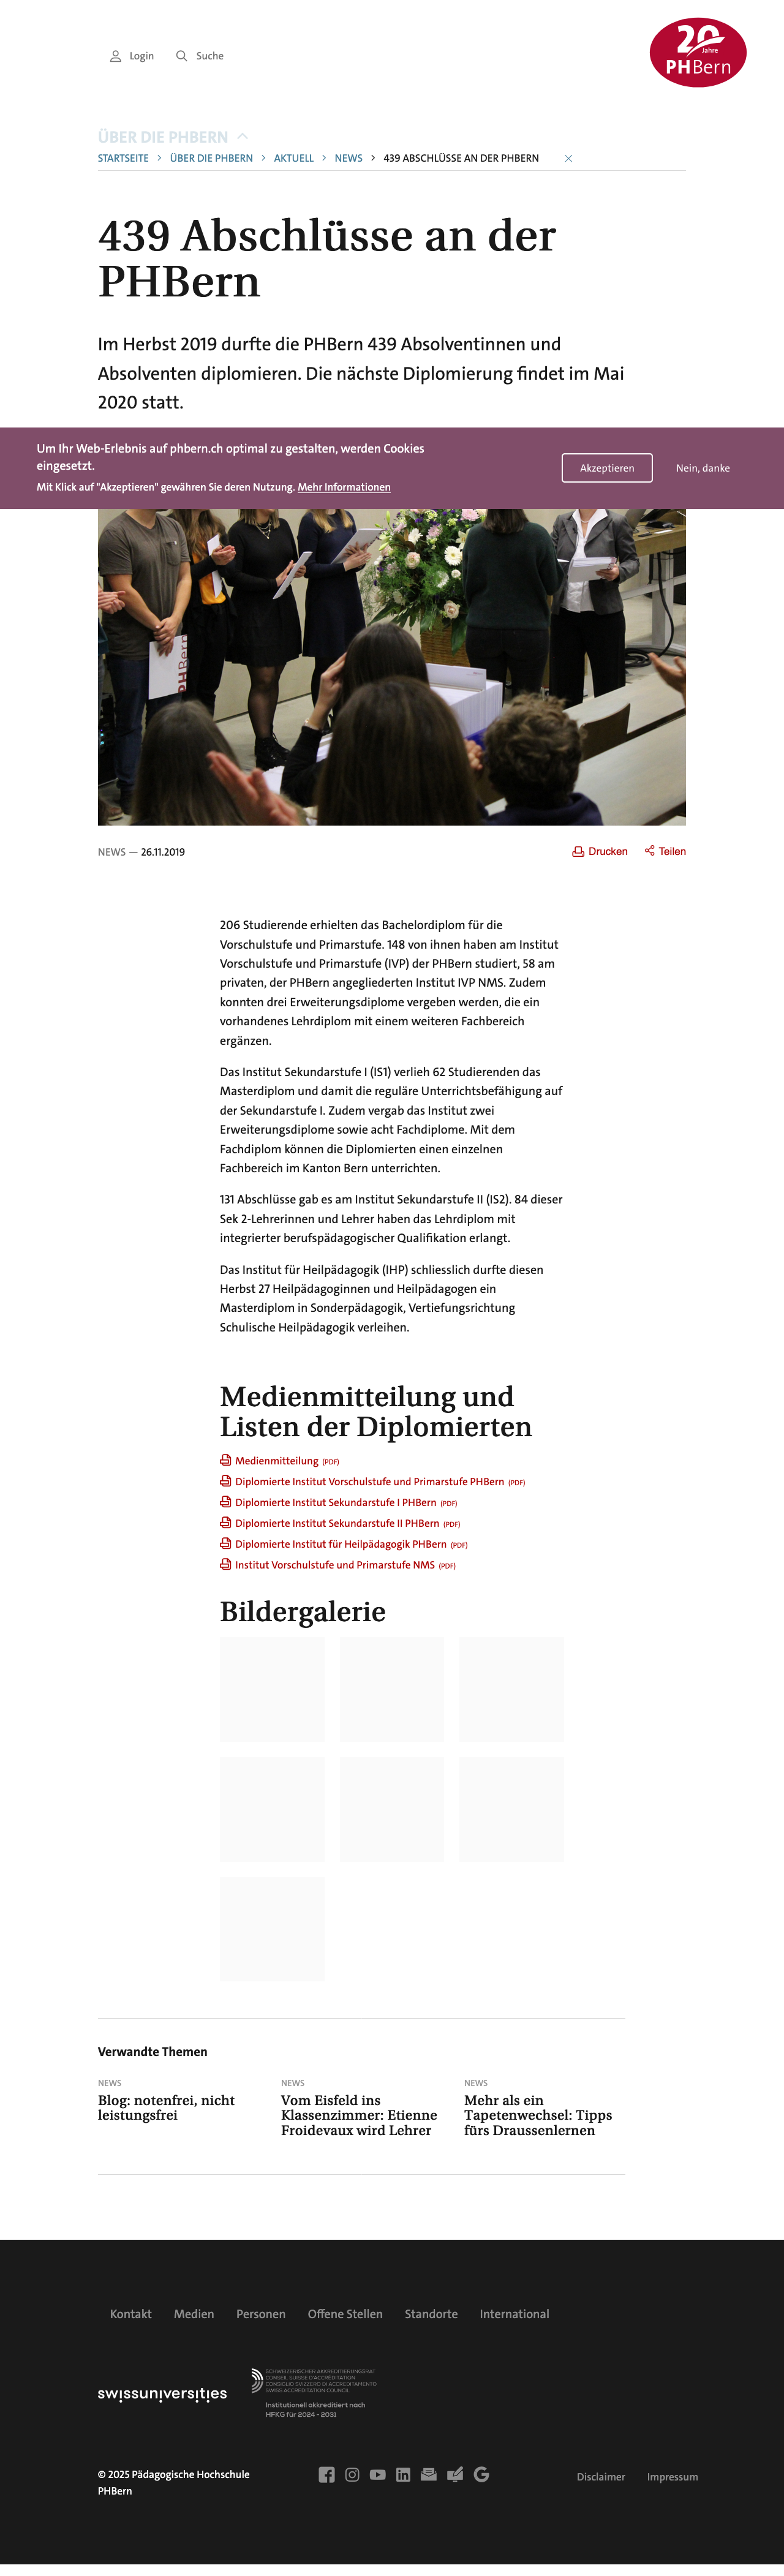 Login
Suche
20
Jahre
PHBern
ÜBER DIE PHBERN
STARTSEITE > ÜBER DIE PHBERN > AKTUELL > NEWS > 439 ABSCHLÜSSE AN DER PHBERN
439 Abschlüsse an der
PHBern
Im Herbst 2019 durfte die PHBern 439 Absolventinnen und
Absolventen diplomieren. Die nächste Diplomierung findet im Mai
2020 statt.
Um Ihr Web-Erlebnis auf phbern.ch optimal zu gestalten, werden Cookies
eingesetzt.
Mit Klick auf "Akzeptieren" gewähren Sie deren Nutzung. Mehr Informationen
Akzeptieren
Nein, danke
PHBern
NEWS — 26.11.2019
Drucken
Teilen
206 Studierende erhielten das Bachelordiplom für die
Vorschulstufe und Primarstufe. 148 von ihnen haben am Institut
Vorschulstufe und Primarstufe (IVP) der PHBern studiert, 58 am
privaten, der PHBern angegliederten Institut IVP NMS. Zudem
konnten drei Erweiterungsdiplome vergeben werden, die ein
vorhandenes Lehrdiplom mit einem weiteren Fachbereich
ergänzen.
Das Institut Sekundarstufe I (IS1) verlieh 62 Studierenden das
Masterdiplom und damit die reguläre Unterrichtsbefähigung auf
der Sekundarstufe I. Zudem vergab das Institut zwei
Erweiterungsdiplome sowie acht Fachdiplome. Mit dem
Fachdiplom können die Diplomierten einen einzelnen
Fachbereich im Kanton Bern unterrichten.
131 Abschlüsse gab es am Institut Sekundarstufe II (IS2). 84 dieser
Sek 2-Lehrerinnen und Lehrer haben das Lehrdiplom mit
integrierter berufspädagogischer Qualifikation erlangt.
Das Institut für Heilpädagogik (IHP) schliesslich durfte diesen
Herbst 27 Heilpädagoginnen und Heilpädagogen ein
Masterdiplom in Sonderpädagogik, Vertiefungsrichtung
Schulische Heilpädagogik verleihen.
Medienmitteilung und
Listen der Diplomierten
Medienmitteilung (PDF)
Diplomierte Institut Vorschulstufe und Primarstufe PHBern (PDF)
Diplomierte Institut Sekundarstufe I PHBern (PDF)
Diplomierte Institut Sekundarstufe II PHBern (PDF)
Diplomierte Institut für Heilpädagogik PHBern (PDF)
Institut Vorschulstufe und Primarstufe NMS (PDF)
Bildergalerie
Verwandte Themen
NEWS
Blog: notenfrei, nicht
leistungsfrei
NEWS
Vom Eisfeld ins
Klassenzimmer: Etienne
Froidevaux wird Lehrer
NEWS
Mehr als ein
Tapetenwechsel: Tipps
fürs Draussenlernen
Kontakt
Medien
Personen
Offene Stellen
Standorte
International
swissuniversities
SCHWEIZERISCHER AKKREDITIERUNGSRAT
CONSEIL SUISSE D'ACCRÉDITATION
CONSIGLIO SVIZZERO DI ACCREDITAMENTO
SWISS ACCREDITATION COUNCIL
Institutionell akkreditiert nach
HFKG für 2024 - 2031
© 2025 Pädagogische Hochschule
PHBern
Disclaimer
Impressum